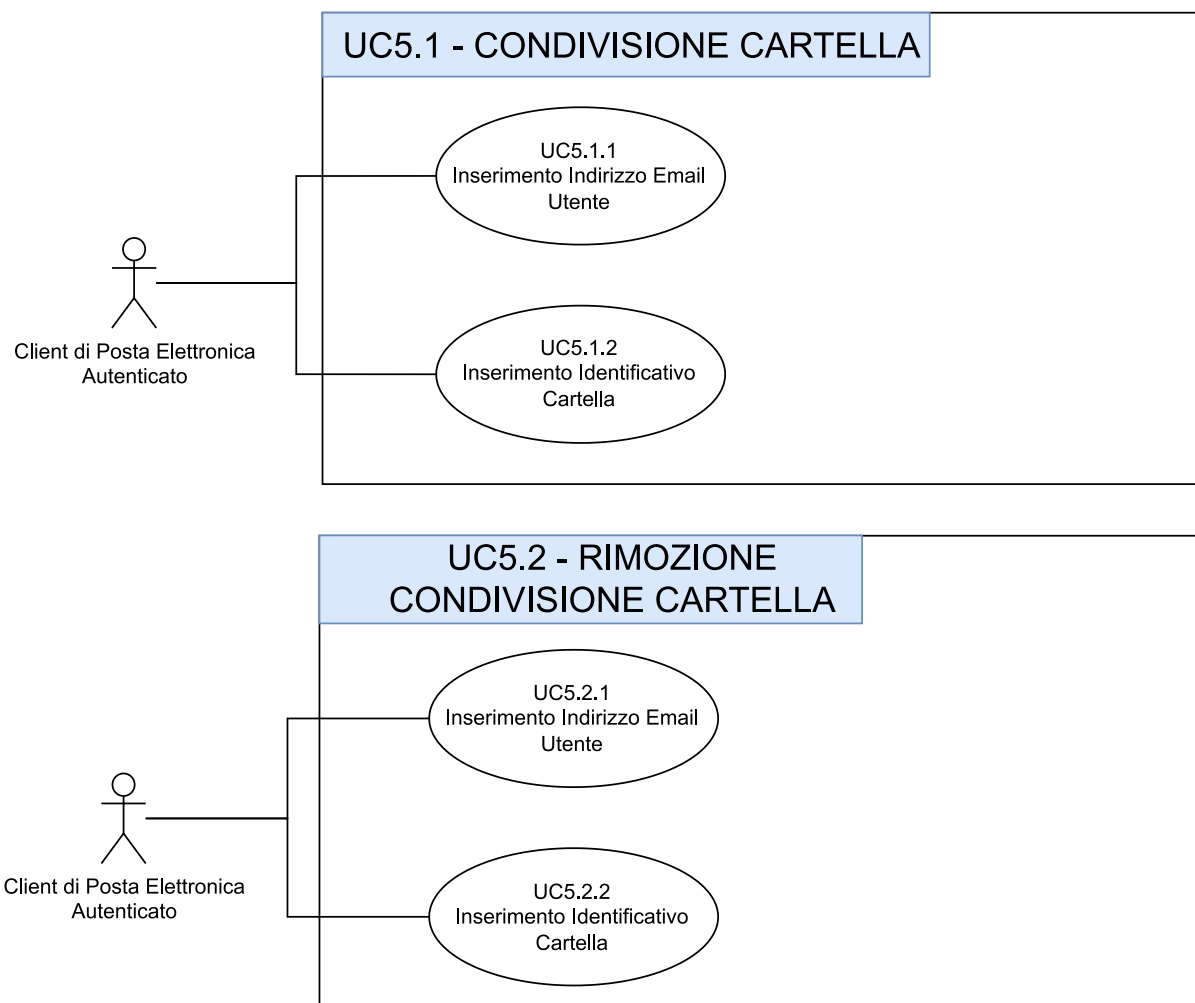 UC5.1 - CONDIVISIONE CARTELLA
UC5.1.1
Inserimento Indirizzo Email
Utente
Client di Posta Elettronica
Autenticato
UC5.1.2
Inserimento Identificativo
Cartella
UC5.2 - RIMOZIONE
CONDIVISIONE CARTELLA
UC5.2.1
Inserimento Indirizzo Email
Utente
Client di Posta Elettronica
Autenticato
UC5.2.2
Inserimento Identificativo
Cartella